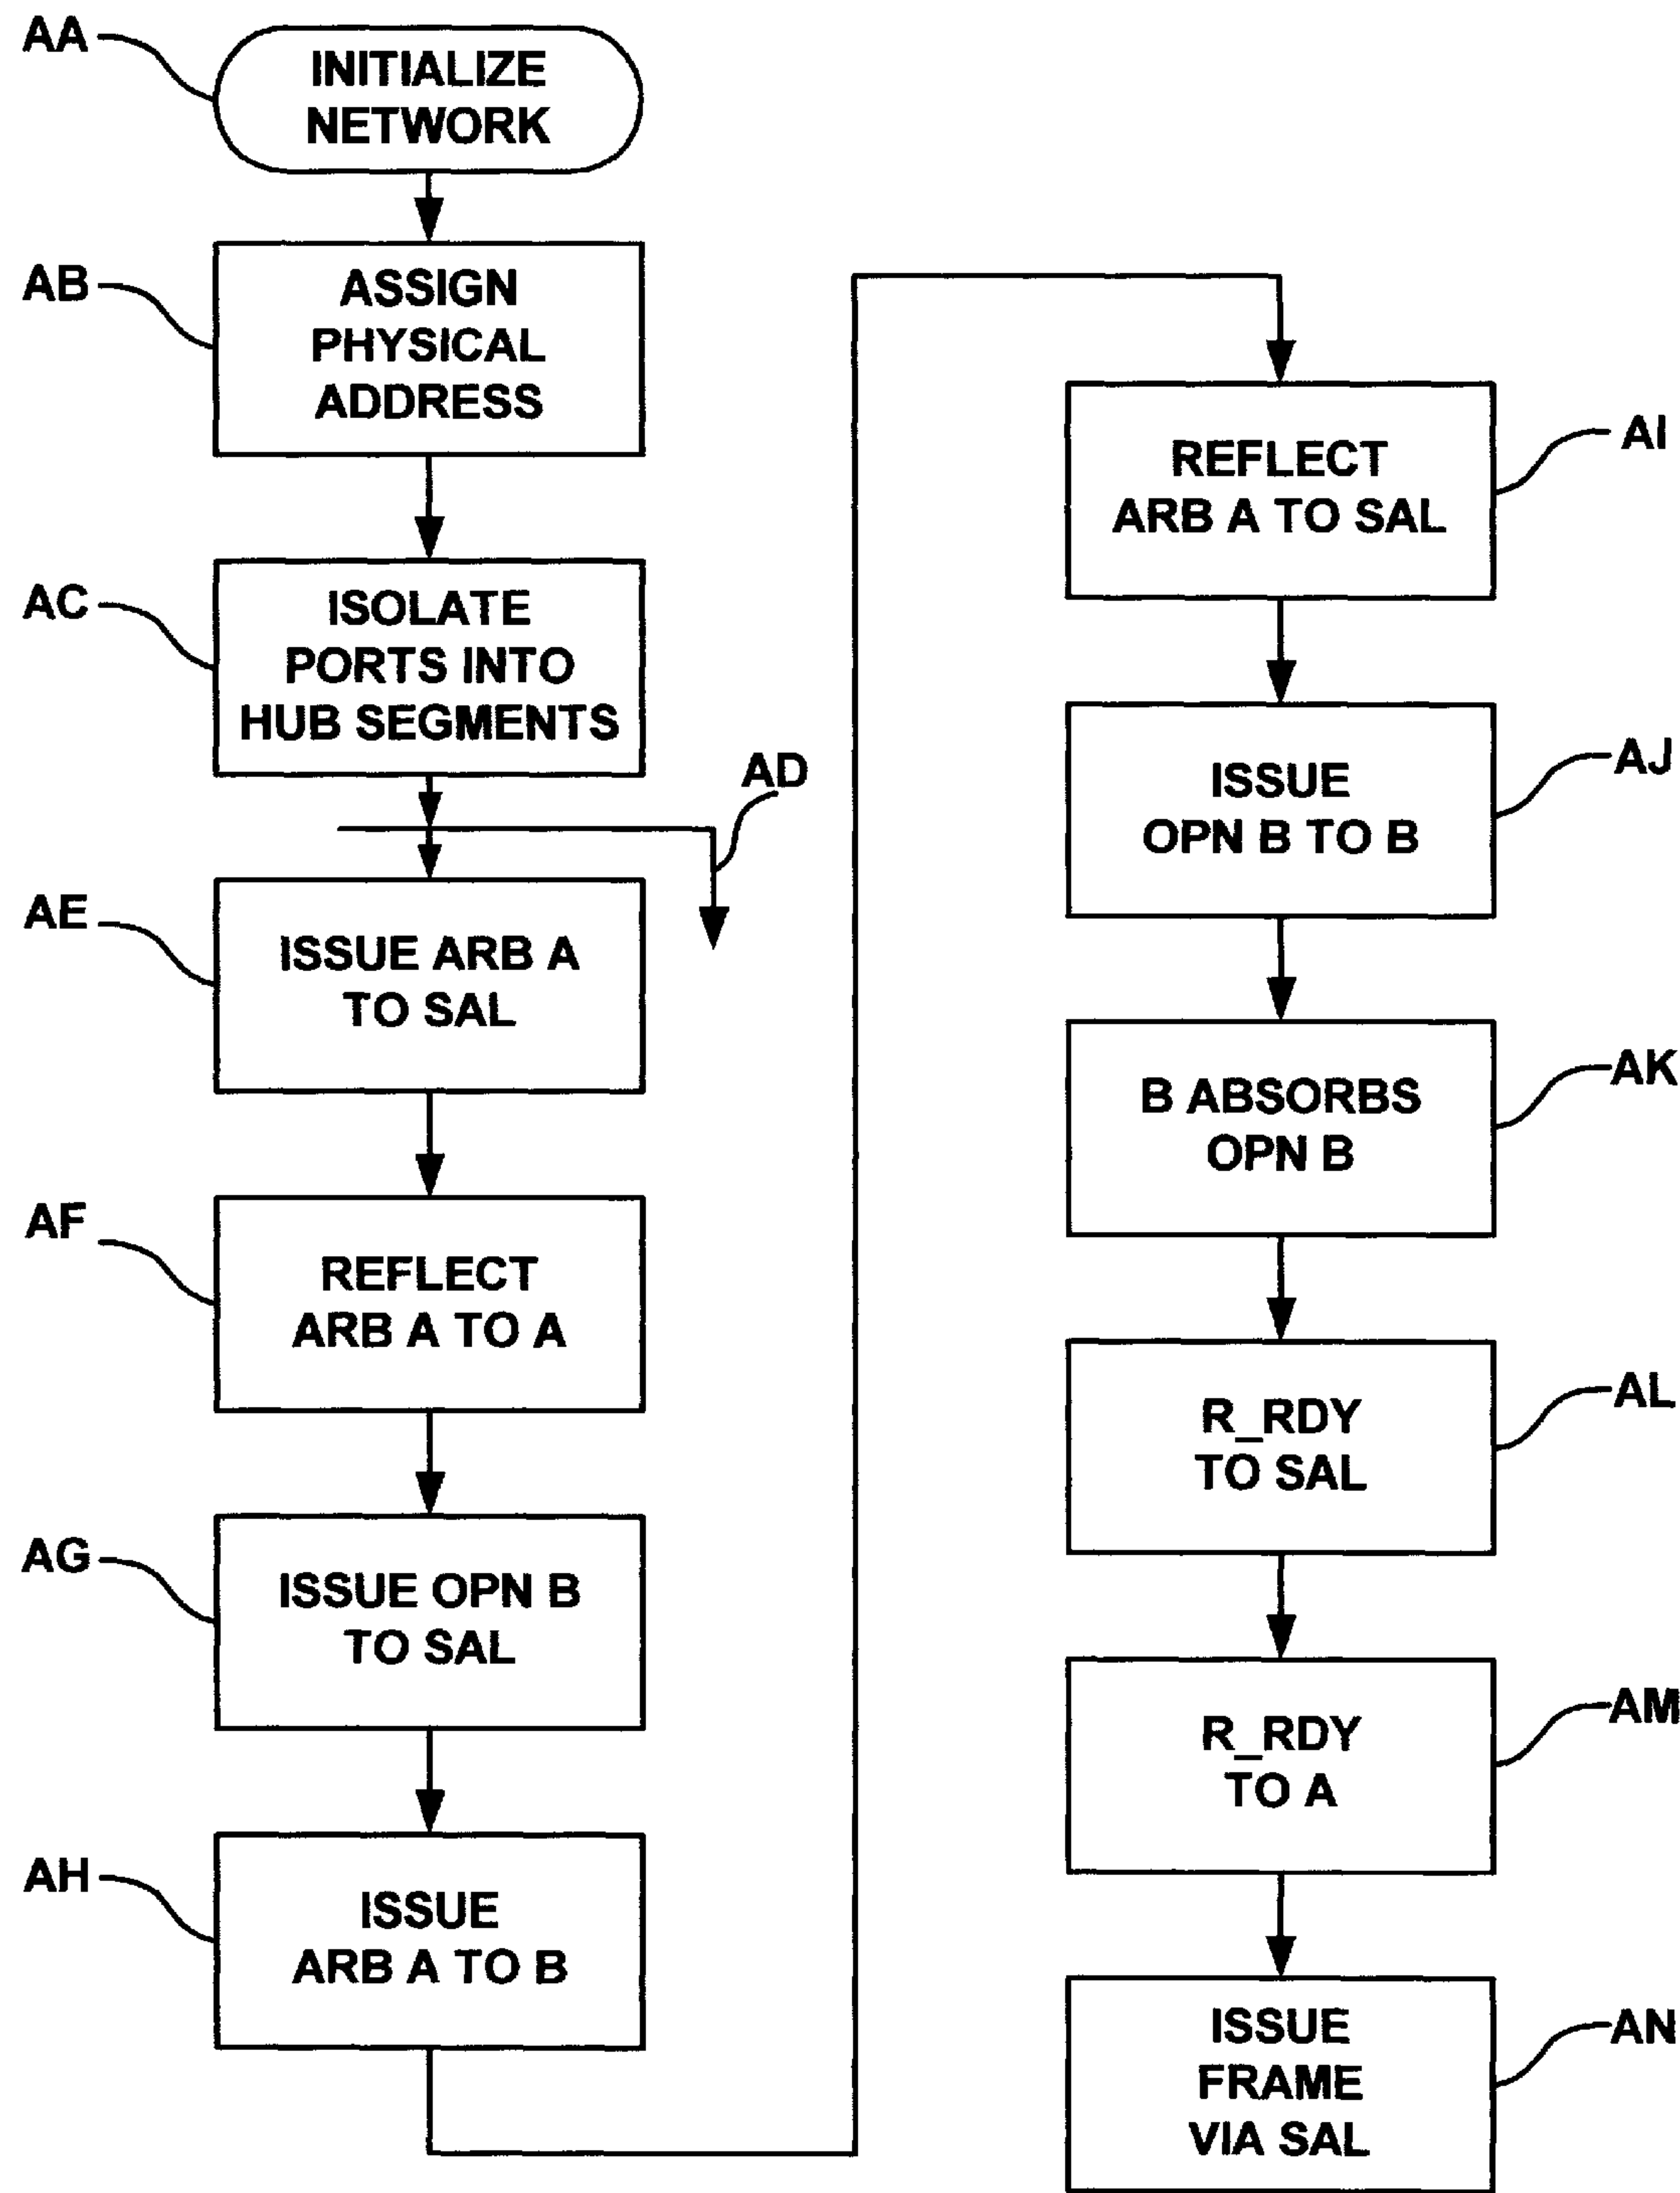 AA
INITIALIZE
NETWORK
AB
ASSIGN
PHYSICAL
ADDRESS
AC
ISOLATE
PORTS INTO
HUB SEGMENTS
AD
AE
ISSUE ARB A
TO SAL
AF
REFLECT
ARB A TO A
AG
ISSUE OPN B
TO SAL
AH
ISSUE
ARB A TO B
AI
REFLECT
ARB A TO SAL
AJ
ISSUE
OPN B TO B
AK
B ABSORBS
OPN B
AL
R_RDY
TO SAL
AM
R_RDY
TO A
AN
ISSUE
FRAME
VIA SAL